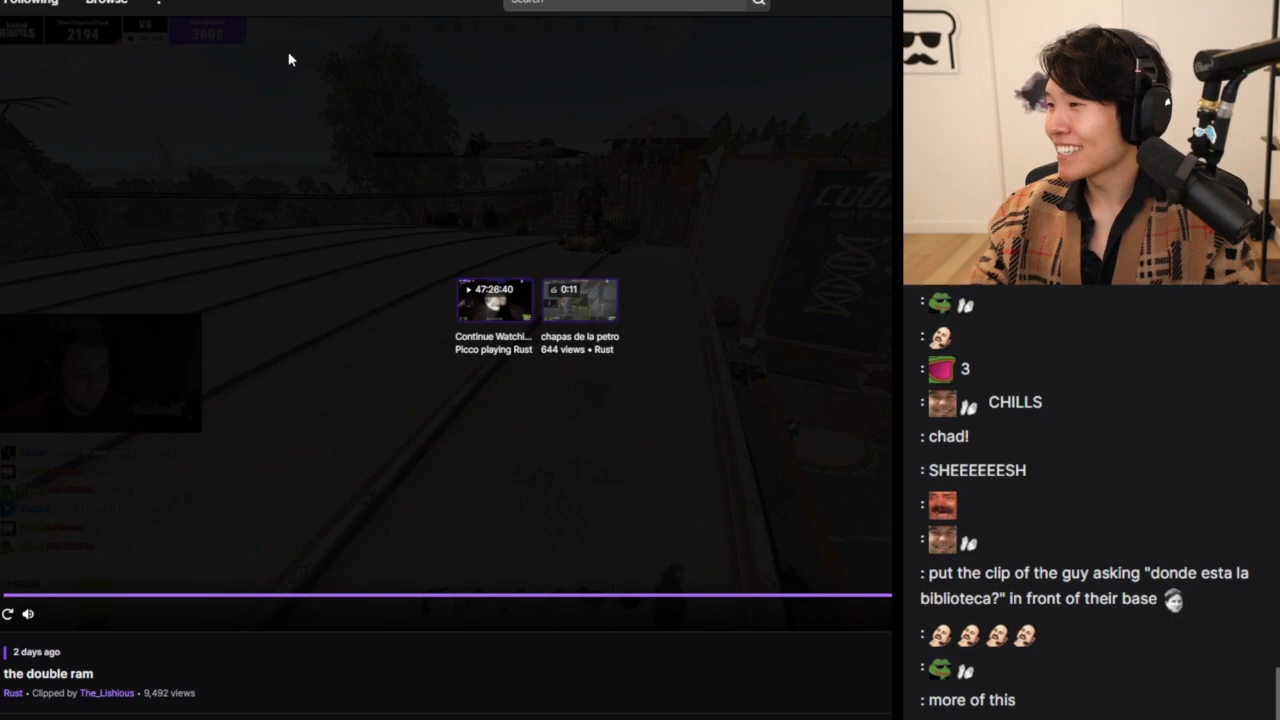 Following
Browse
Search
2194
VS
3608
COBA
47:26:40
0:11
Continue Watchi...
Picco playing Rust
chapas de la petro
644 views • Rust
2 days ago
the double ram
Rust • Clipped by The_Lishious • 9,492 views
:
:
: 3
: CHILLS
: chad!
: SHEEEEEESH
:
:
: put the clip of the guy asking "donde esta la
biblioteca?" in front of their base
:
:
: more of this